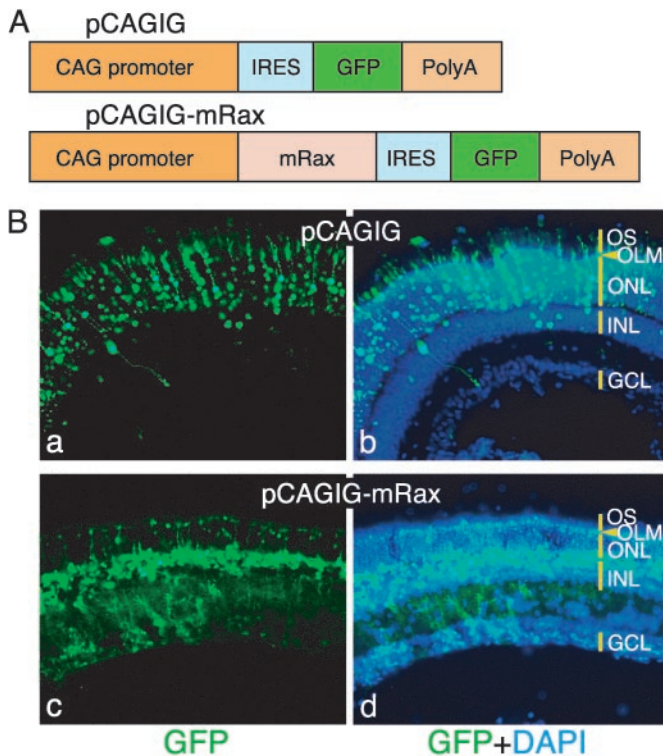 A
pCAGIG
CAG promoter IRES GFP PolyA
pCAGIG-mRax
CAG promoter mRax IRES GFP PolyA
B
pCAGIG
OS
OLM
ONL
INL
GCL
a b
pCAGIG-mRax
OS
OLM
ONL
INL
GCL
c d
GFP GFP+DAPI